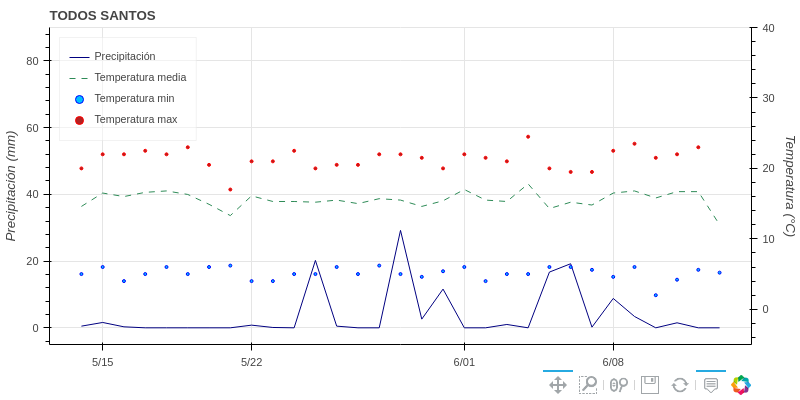 TODOS SANTOS
Precipitación
Temperatura media
Temperatura min
Temperatura max
Precipitación (mm)
80
60
40
20
0
Temperatura (°C)
40
30
20
10
0
5/15
5/22
6/01
6/08